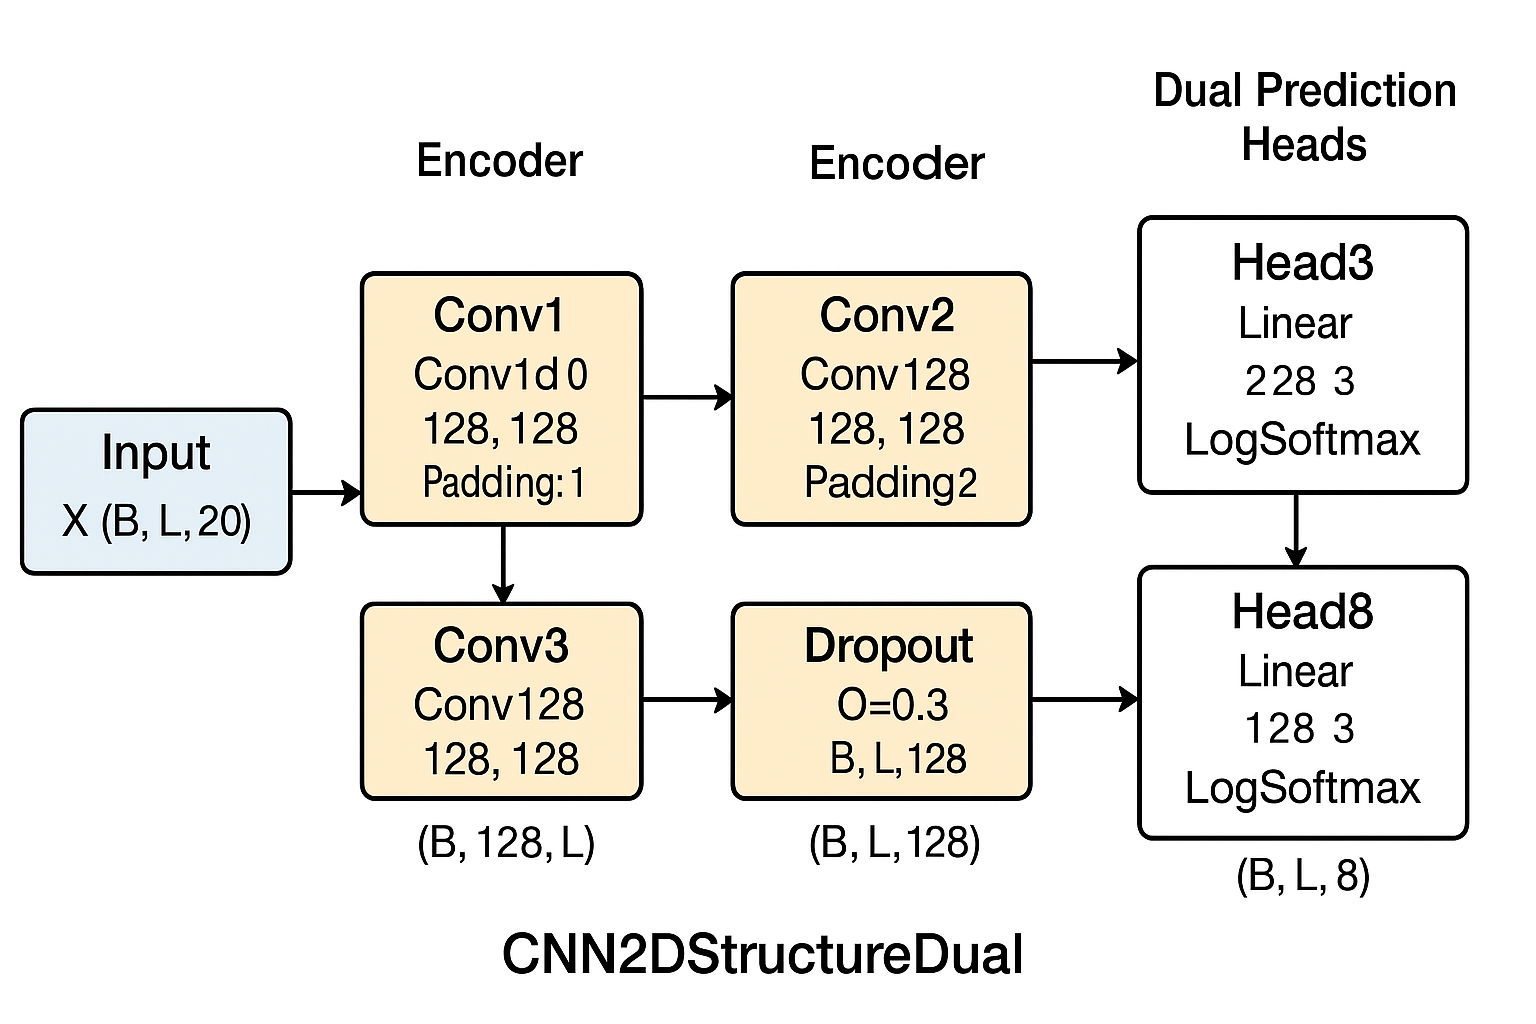 Dual Prediction
Heads
Encoder
Encoder
Input
X (B, L, 20)
Conv1
Conv1d 0
128, 128
Padding: 1
Conv2
Conv128
128, 128
Padding2
Head3
Linear
228 3
LogSoftmax
Conv3
Conv128
128, 128
(B, 128, L)
Dropout
O=0.3
B, L, 128
(B, L, 128)
Head8
Linear
128 3
LogSoftmax
(B, L, 8)
CNN2DStructureDual